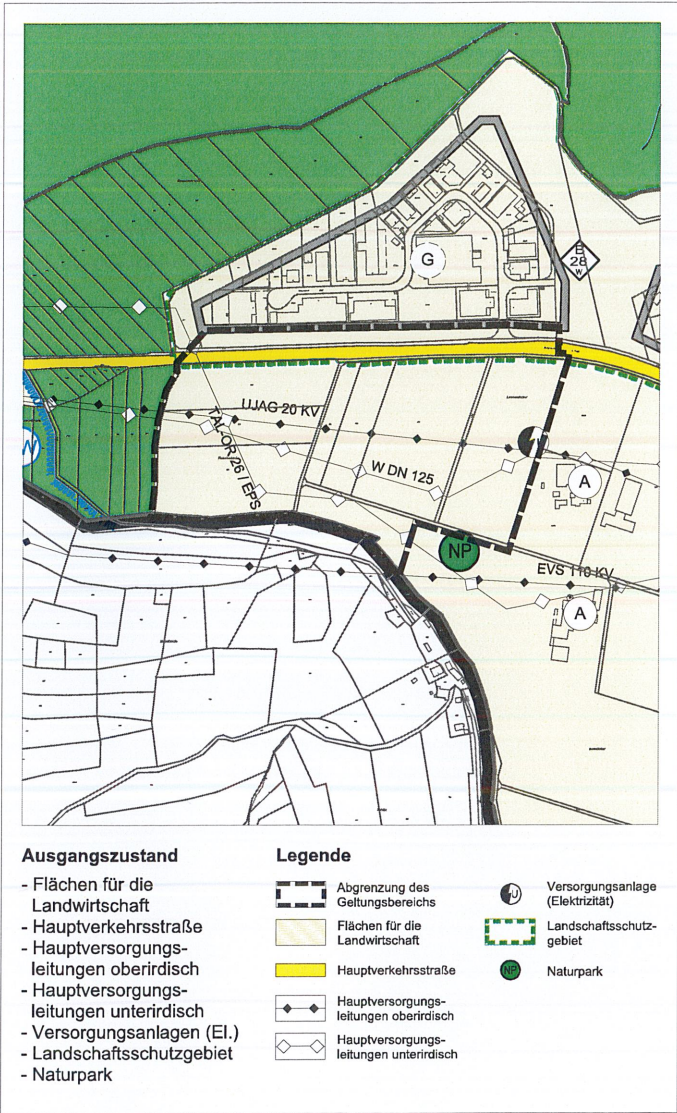 G
E
28
w
UJAG 20 KV
TAL-OR 26 / EPS
W DN 125
W
A
NP
EVS 110 KV
A
Ausgangszustand
- Flächen für die
Landwirtschaft
- Hauptverkehrsstraße
- Hauptversorgungs-
leitungen oberirdisch
- Hauptversorgungs-
leitungen unterirdisch
- Versorgungsanlagen (El.)
- Landschaftsschutzgebiet
- Naturpark
Legende
Abgrenzung des
Geltungsbereichs
Flächen für die
Landwirtschaft
Hauptverkehrsstraße
Hauptversorgungs-
leitungen oberirdisch
Hauptversorgungs-
leitungen unterirdisch
U
Versorgungsanlage
(Elektrizität)
Landschaftsschutz-
gebiet
NP
Naturpark